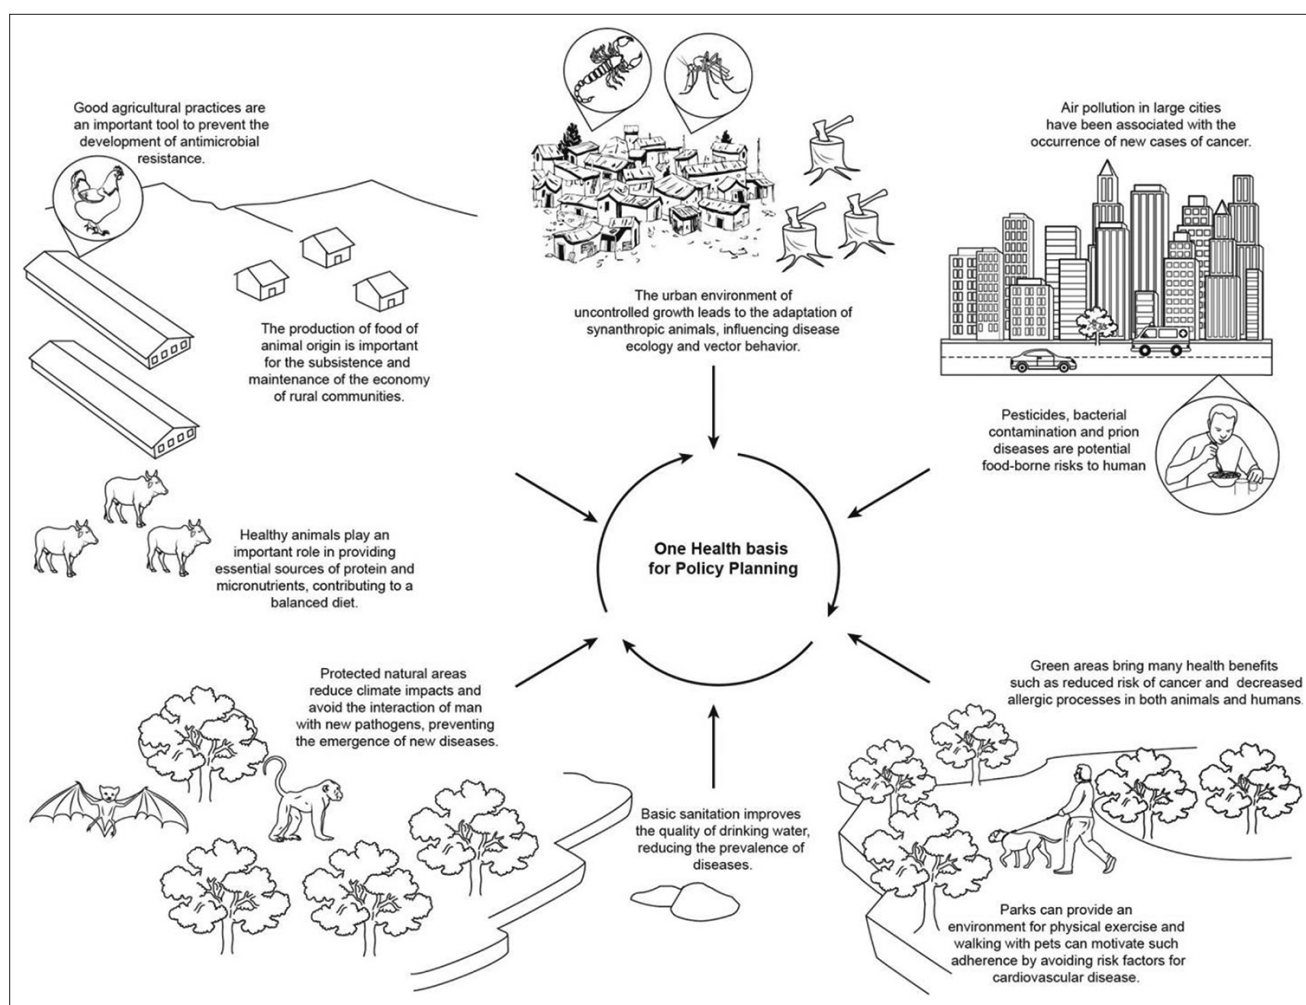 Good agricultural practices are
an important tool to prevent the
development of antimicrobial
resistance.
The production of food of
animal origin is important
for the subsistence and
maintenance of the economy
of rural communities.
The urban environment of
uncontrolled growth leads to the adaptation of
synanthropic animals, influencing disease
ecology and vector behavior.
Air pollution in large cities
have been associated with the
occurrence of new cases of cancer.
Pesticides, bacterial
contamination and prion
diseases are potential
food-borne risks to human
Healthy animals play an
important role in providing
essential sources of protein and
micronutrients, contributing to a
balanced diet.
One Health basis
for Policy Planning
Protected natural areas
reduce climate impacts and
avoid the interaction of man
with new pathogens, preventing
the emergence of new diseases.
Basic sanitation improves
the quality of drinking water,
reducing the prevalence of
diseases.
Green areas bring many health benefits
such as reduced risk of cancer and decreased
allergic processes in both animals and humans.
Parks can provide an
environment for physical exercise and
walking with pets can motivate such
adherence by avoiding risk factors for
cardiovascular disease.